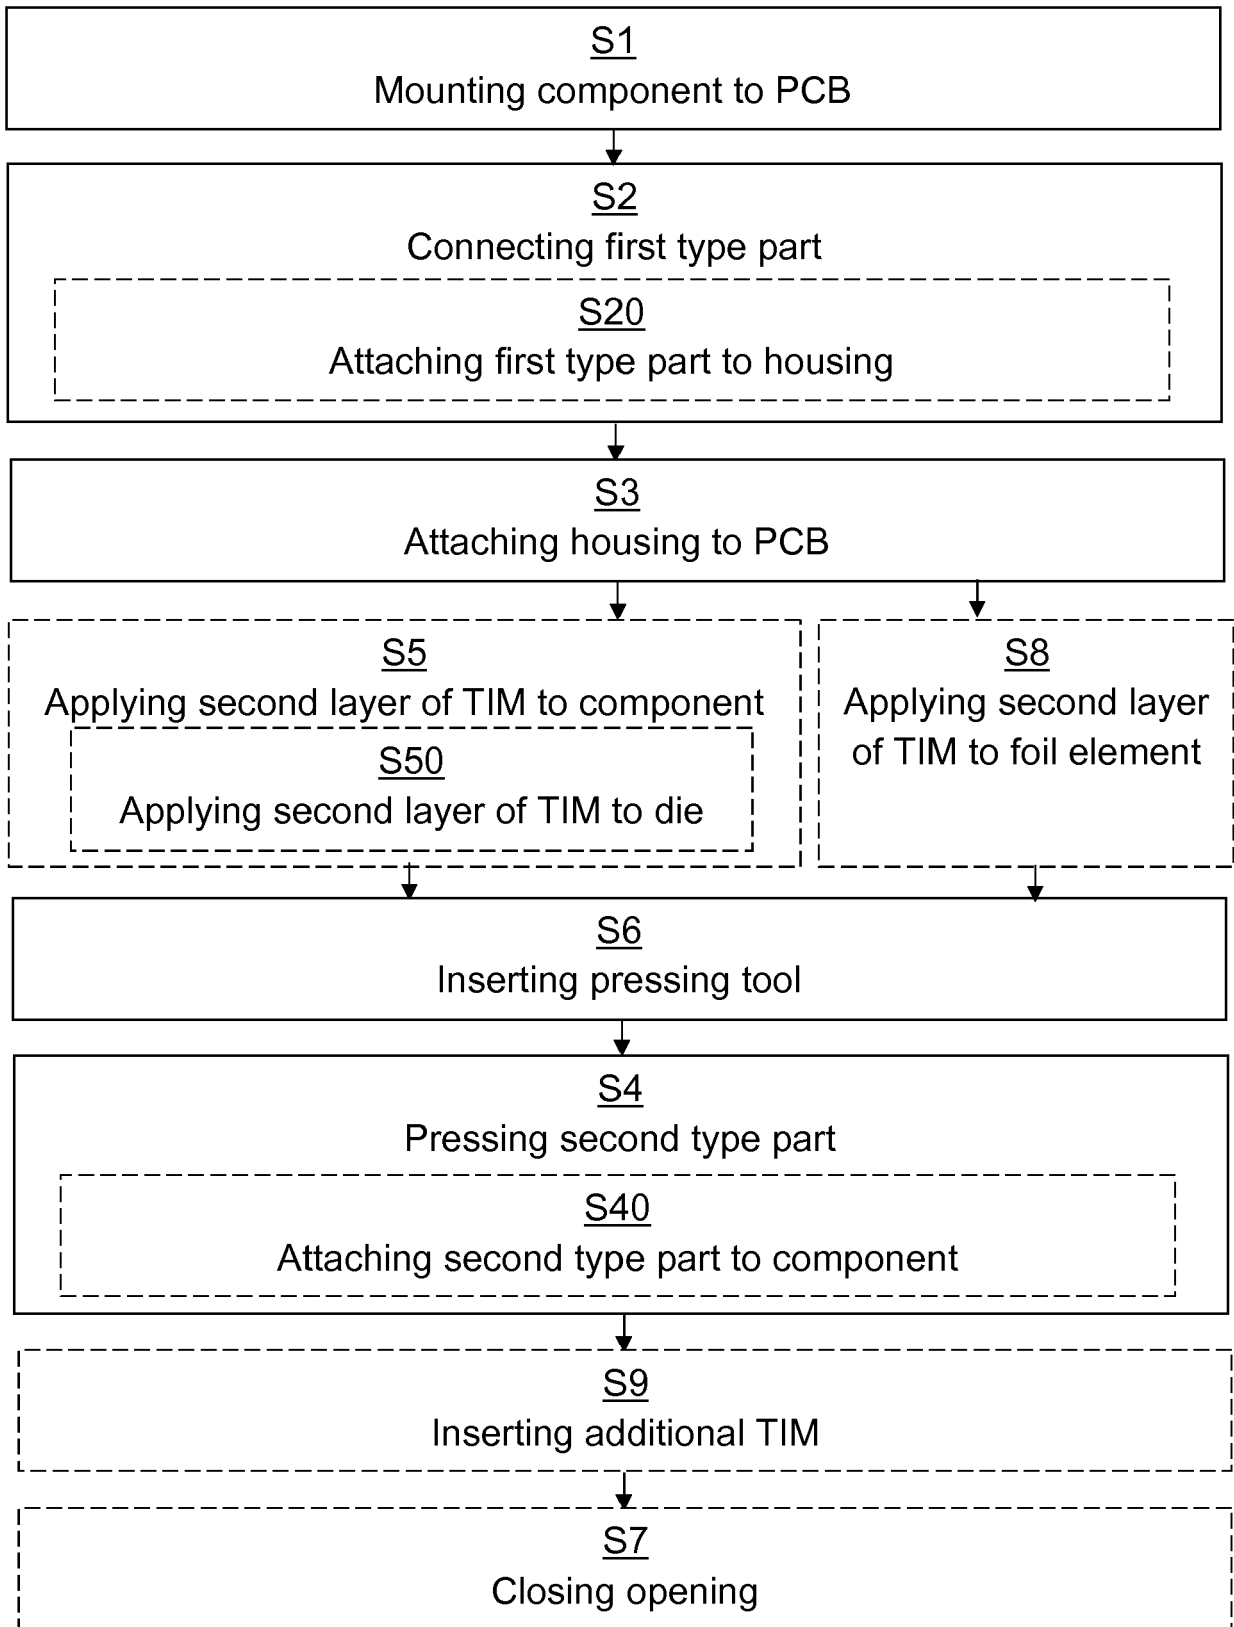 S1
Mounting component to PCB
S2
Connecting first type part
S20
Attaching first type part to housing
S3
Attaching housing to PCB
S5
Applying second layer of TIM to component
S50
Applying second layer of TIM to die
S8
Applying second layer
of TIM to foil element
S6
Inserting pressing tool
S4
Pressing second type part
S40
Attaching second type part to component
S9
Inserting additional TIM
S7
Closing opening